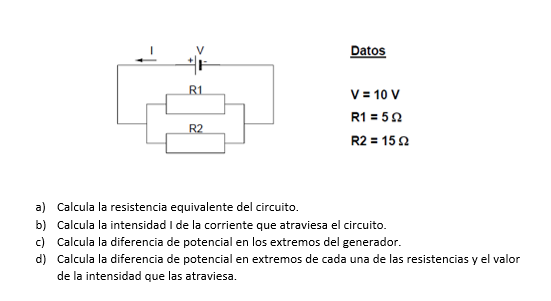 I V Datos
+ -
R1
V = 10 V
R1 = 5 Ω
R2
R2 = 15 Ω
a) Calcula la resistencia equivalente del circuito.
b) Calcula la intensidad I de la corriente que atraviesa el circuito.
c) Calcula la diferencia de potencial en los extremos del generador.
d) Calcula la diferencia de potencial en extremos de cada una de las resistencias y el valor
de la intensidad que las atraviesa.